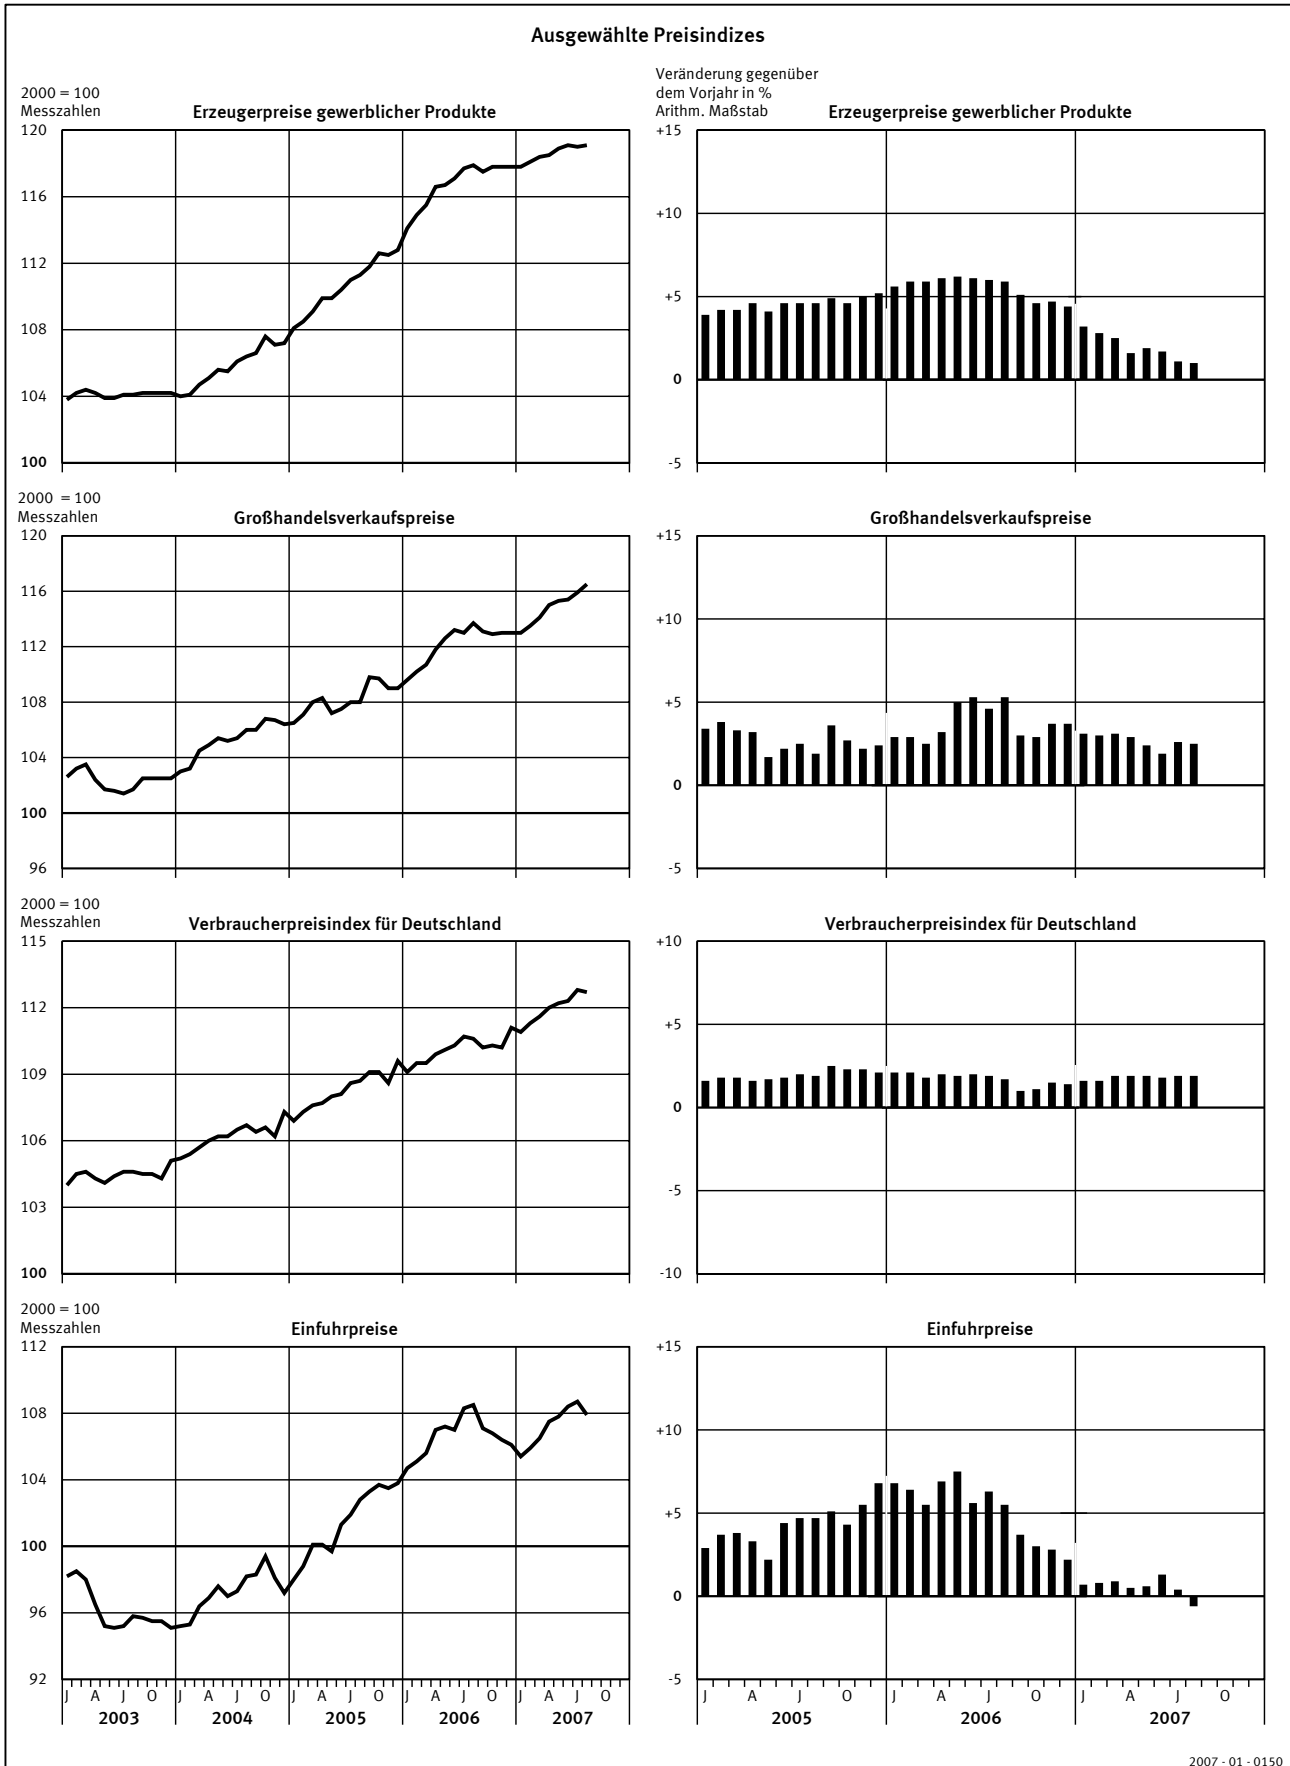 Ausgewählte Preisindizes
2000 = 100
Messzahlen
Erzeugerpreise gewerblicher Produkte
120
116
112
108
104
100
Veränderung gegenüber
dem Vorjahr in %
Arithm. Maßstab
Erzeugerpreise gewerblicher Produkte
+15
+10
+5
0
-5
2000 = 100
Messzahlen
Großhandelsverkaufspreise
120
116
112
108
104
100
96
Großhandelsverkaufspreise
+15
+10
+5
0
-5
2000 = 100
Messzahlen
Verbraucherpreisindex für Deutschland
115
112
109
106
103
100
Verbraucherpreisindex für Deutschland
+10
+5
0
-5
-10
2000 = 100
Messzahlen
Einfuhrpreise
112
108
104
100
96
92
J A J O J A J O J A J O J A J O J A J O
2003 2004 2005 2006 2007
Einfuhrpreise
+15
+10
+5
0
-5
J A J O J A J O J A J O
2005 2006 2007
2007 - 01 - 0150